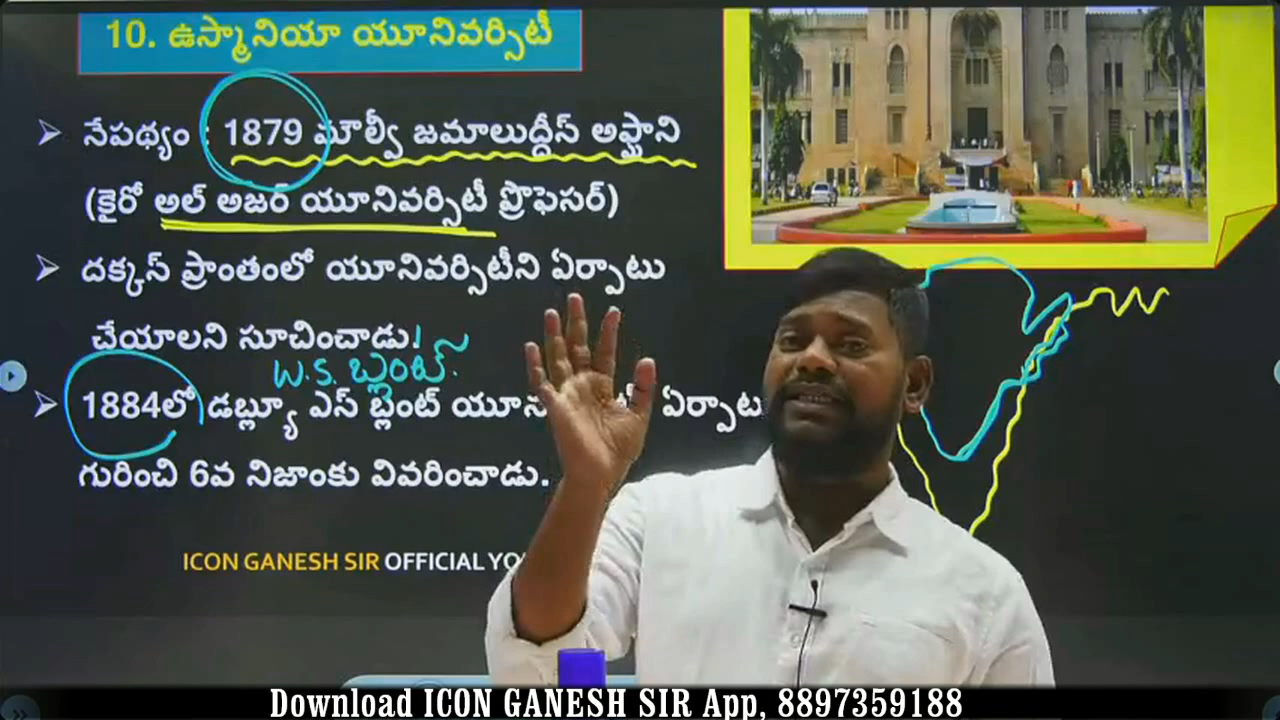 10. ఉస్మానియా యూనివర్సిటీ
➢ నేపథ్యం : 1879 మౌల్వీ జమాలుద్దీన్ అఫ్ఘాని
(కైరో అల్ అజర్ యూనివర్సిటీ ప్రొఫెసర్)
➢ దక్కన్ ప్రాంతంలో యూనివర్సిటీని ఏర్పాటు
చేయాలని సూచించాడు.
W.S. బ్లంట్
➢ 1884లో డబ్ల్యూ ఎస్ బ్లంట్ ఏర్పాటు
గురించి 6వ నిజాంకు వివరించాడు.
ICON GANESH SIR OFFICIAL
Download ICON GANESH SIR App, 8897359188